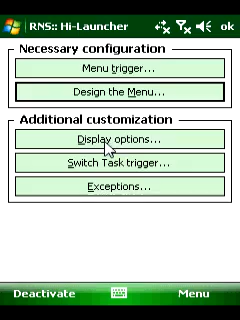 RNS:: Hi-Launcher ok
Necessary configuration
Menu trigger...
Design the Menu...
Additional customization
Display options...
Switch Task trigger...
Exceptions...
Deactivate Menu